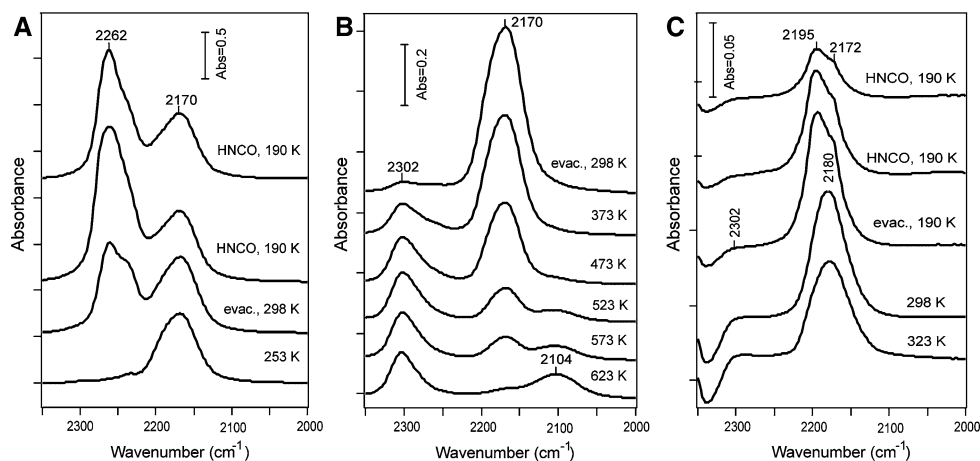 A
2262
Abs=0.5
2170
HNCO, 190 K
HNCO, 190 K
evac., 298 K
253 K
Absorbance
2300
2200
2100
2000
Wavenumber (cm-1)
B
2170
Abs=0.2
2302
evac., 298 K
373 K
473 K
523 K
573 K
2104
623 K
Absorbance
2300
2200
2100
2000
Wavenumber (cm-1)
C
Abs=0.05
2195
2172
HNCO, 190 K
HNCO, 190 K
2180
2302
evac., 190 K
298 K
323 K
Absorbance
2300
2200
2100
2000
Wavenumber (cm-1)